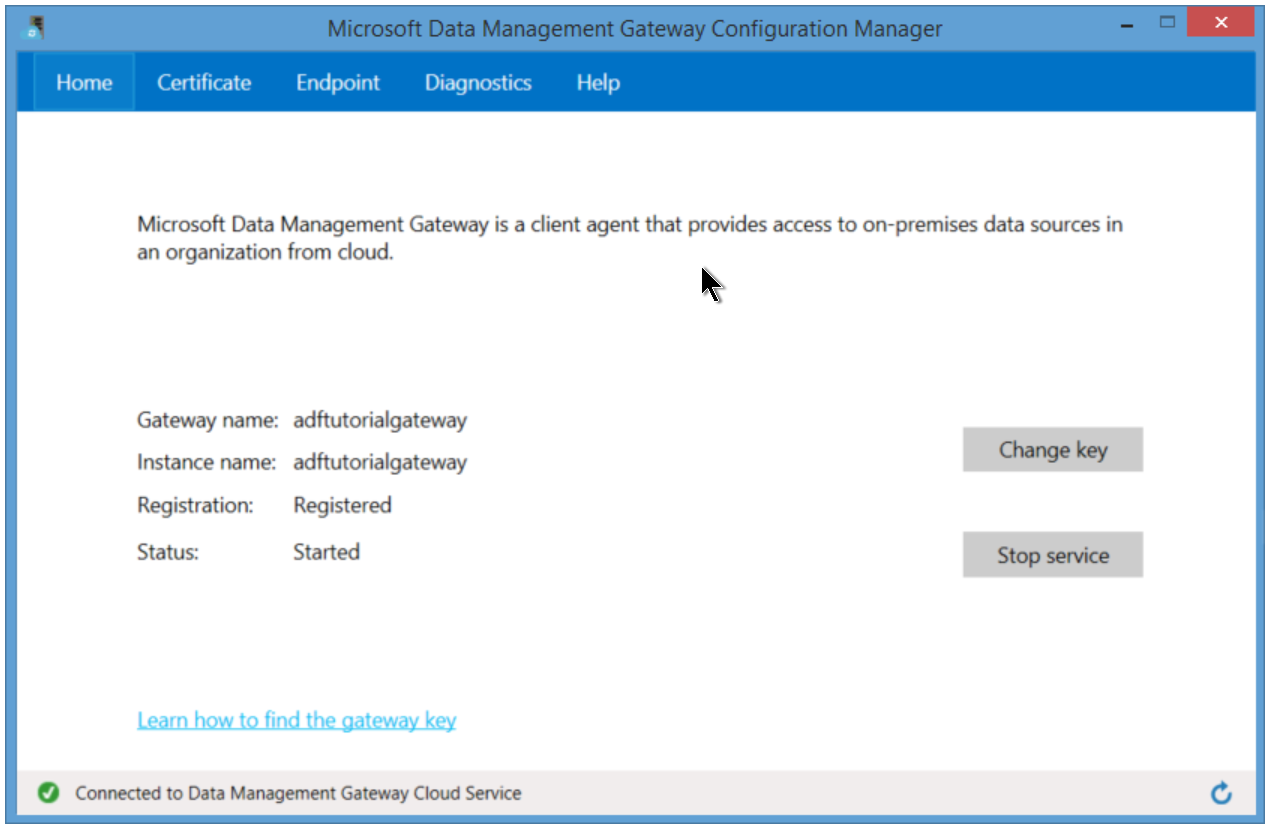 Microsoft Data Management Gateway Configuration Manager
Home Certificate Endpoint Diagnostics Help
Microsoft Data Management Gateway is a client agent that provides access to on-premises data sources in
an organization from cloud.
Gateway name: adftutorialgateway
Change key
Instance name: adftutorialgateway
Registration: Registered
Status: Started
Stop service
Learn how to find the gateway key
Connected to Data Management Gateway Cloud Service